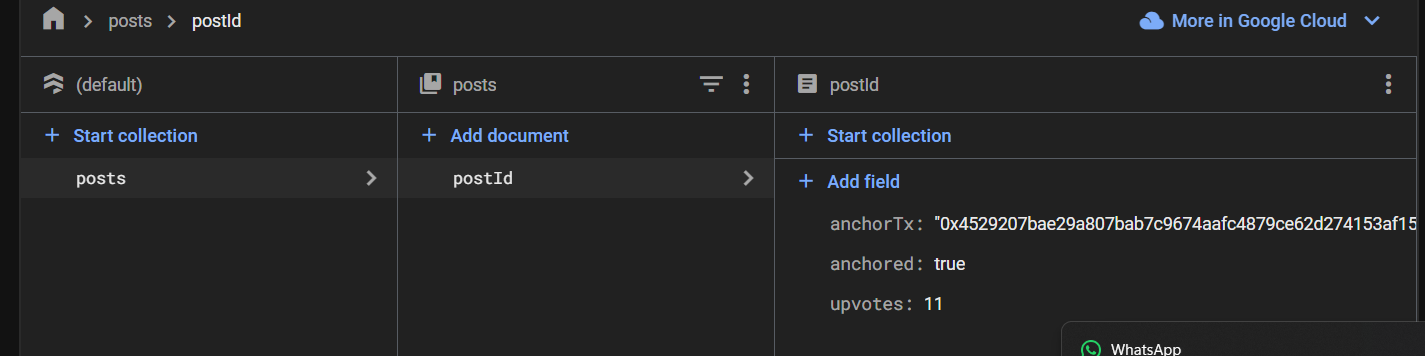 posts > postId
More in Google Cloud
(default)
posts
postId
+ Start collection
+ Add document
+ Start collection
posts
postId
+ Add field
anchorTx: "0x4529207bae29a807bab7c9674aafc4879ce62d274153af15
anchored: true
upvotes: 11
WhatsApp